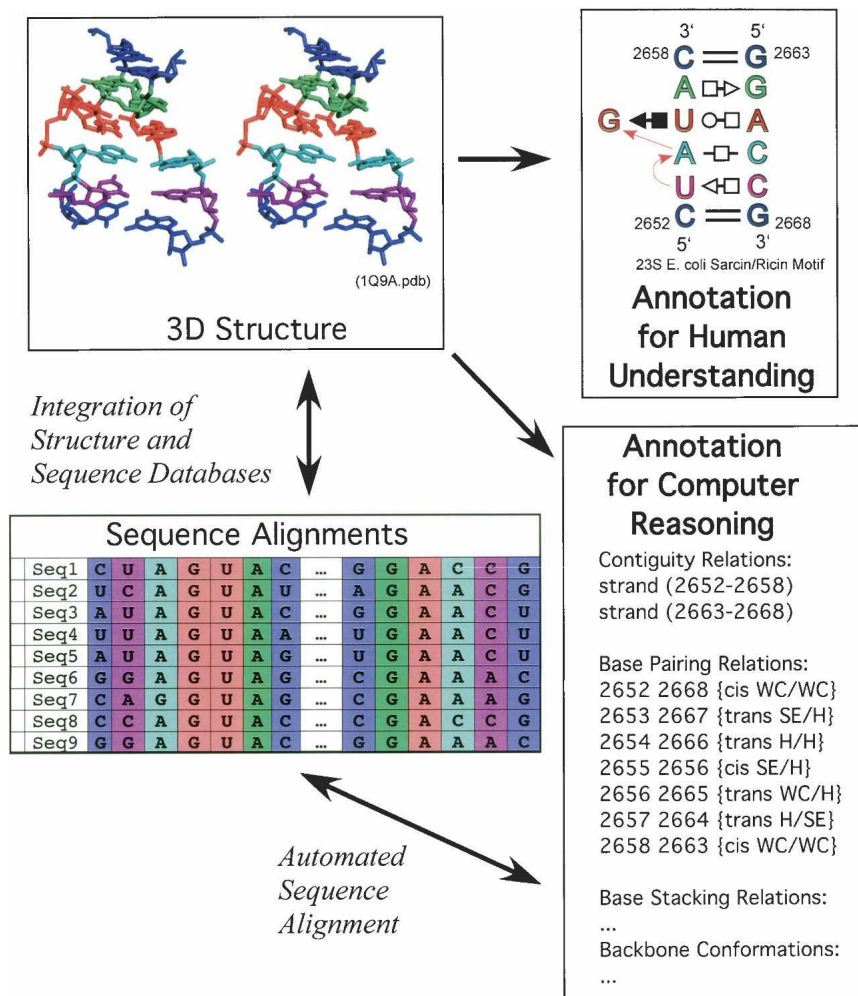 (1Q9A.pdb)
3D Structure
3' 5'
2658 C G 2663
A G
G U A
A C
U C
2652 C G 2668
5' 3'
23S E. coli Sarcin/Ricin Motif
Annotation
for Human
Understanding
Integration of
Structure and
Sequence Databases
Sequence Alignments
Seq1 C U A G U A C … G G A C C G
Seq2 U C A G U A U … A G A A C G
Seq3 A U A G U A C … G G A A C U
Seq4 U U A G U A A … U G A A C U
Seq5 A U A G U A G … U G A A C U
Seq6 G G A G U A C … G G A A A C
Seq7 C A G G U A G … C G A A A G
Seq8 C C A G U A G … C G A C C G
Seq9 G G A G U A C … G G A A A C
Automated
Sequence
Alignment
Annotation
for Computer
Reasoning
Contiguity Relations:
strand (2652-2658)
strand (2663-2668)
Base Pairing Relations:
2652 2668 {cis WC/WC}
2653 2667 {trans SE/H}
2654 2666 {trans H/H}
2655 2656 {cis SE/H}
2656 2665 {trans WC/H}
2657 2664 {trans H/SE}
2658 2663 {cis WC/WC}
Base Stacking Relations:
...
Backbone Conformations:
...